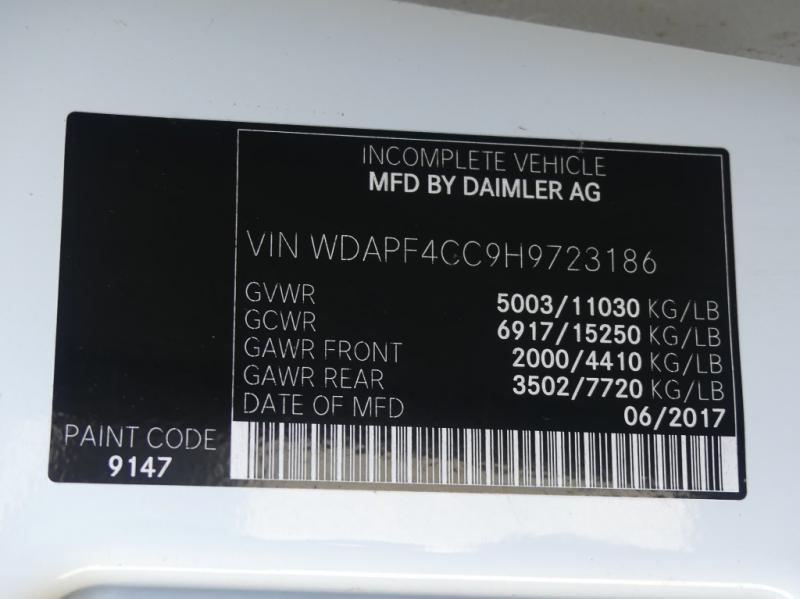 INCOMPLETE VEHICLE
MFD BY DAIMLER AG
VIN WDAPF4CC9H9723186
GVWR 5003/11030 KG/LB
GCWR 6917/15250 KG/LB
GAWR FRONT 2000/4410 KG/LB
GAWR REAR 3502/7720 KG/LB
DATE OF MFD 06/2017
PAINT CODE
9147